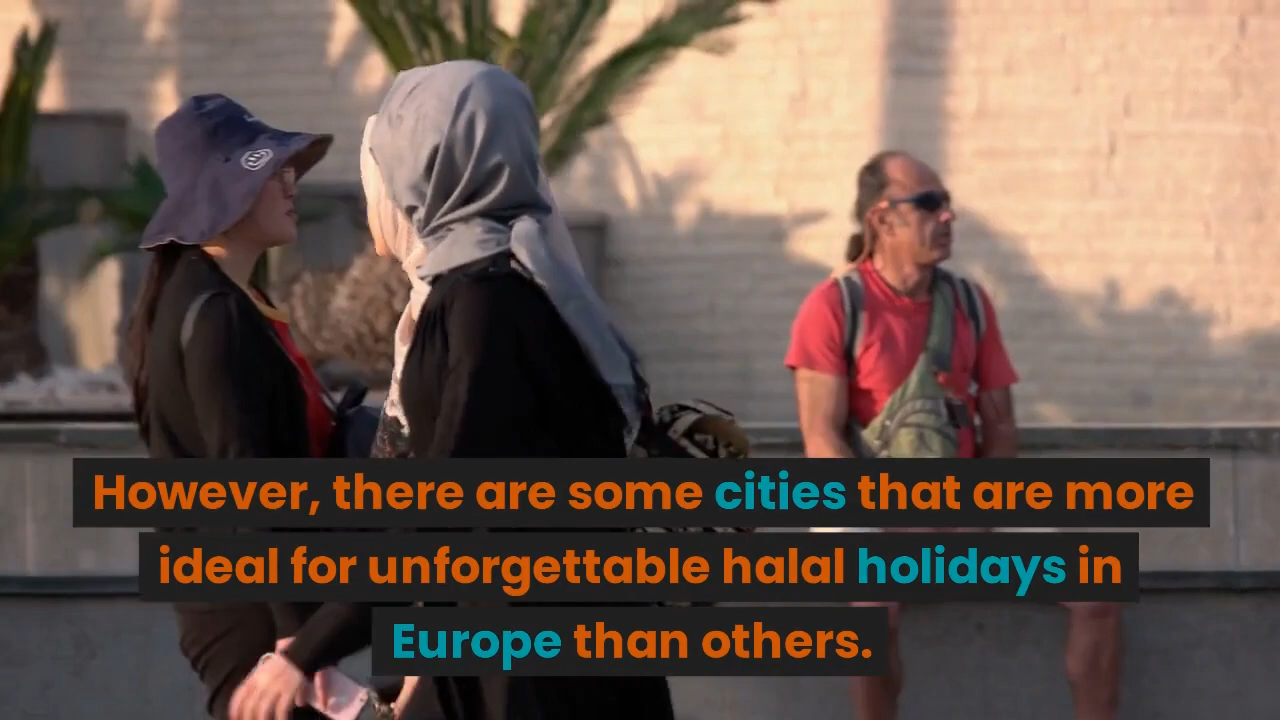 However, there are some cities that are more
ideal for unforgettable halal holidays in
Europe than others.